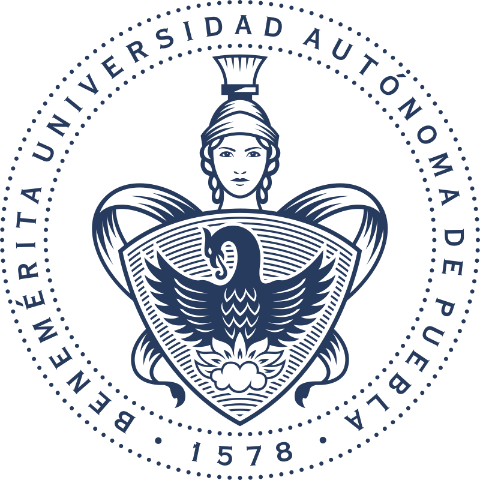 BENEMÉRITA UNIVERSIDAD AUTÓNOMA DE PUEBLA
• 1578 •